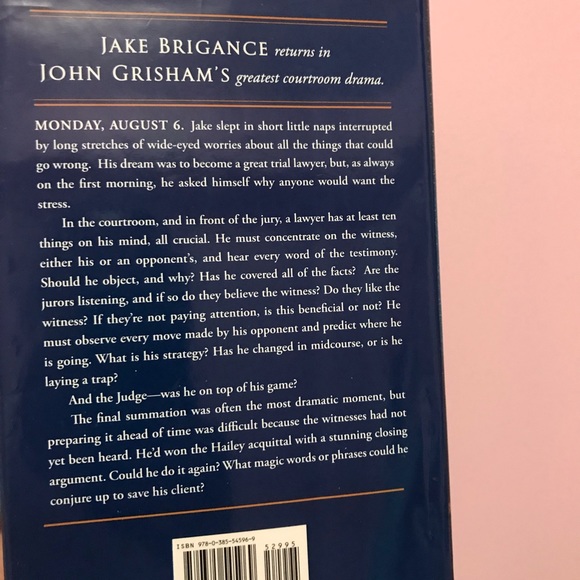 JAKE BRIGANCE returns in
JOHN GRISHAM'S greatest courtroom drama.
MONDAY, AUGUST 6. Jake slept in short little naps interrupted
by long stretches of wide-eyed worries about all the things that could
go wrong. His dream was to become a great trial lawyer, but, as always
on the first morning, he asked himself why anyone would want the
stress.
In the courtroom, and in front of the jury, a lawyer has at least ten
things on his mind, all crucial. He must concentrate on the witness,
either his or an opponent's, and hear every word of the testimony.
Should he object, and why? Has he covered all of the facts? Are the
jurors listening, and if so do they believe the witness? Do they like the
witness? If they're not paying attention, is this beneficial or not? He
must observe every move made by his opponent and predict where he
is going. What is his strategy? Has he changed in midcourse, or is he
laying a trap?
And the Judge—was he on top of his game?
The final summation was often the most dramatic moment, but
preparing it ahead of time was difficult because the witnesses had not
yet been heard. He'd won the Hailey acquittal with a stunning closing
argument. Could he do it again? What magic words or phrases could he
conjure up to save his client?
ISBN 978-0-385-54596-9
52995